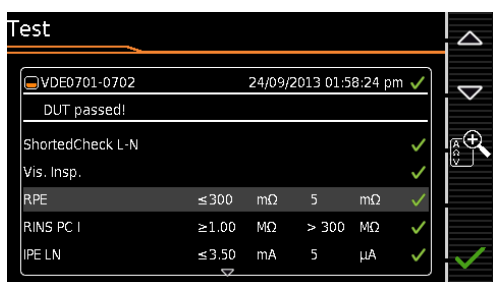 Test
VDE0701-0702 24/09/2013 01:58:24 pm
DUT passed!
ShortedCheck L-N
Vis. Insp.
RPE ≤300 mΩ 5 mΩ
RINS PC I ≥1.00 MΩ > 300 MΩ
IPE LN ≤3.50 mA 5 µA